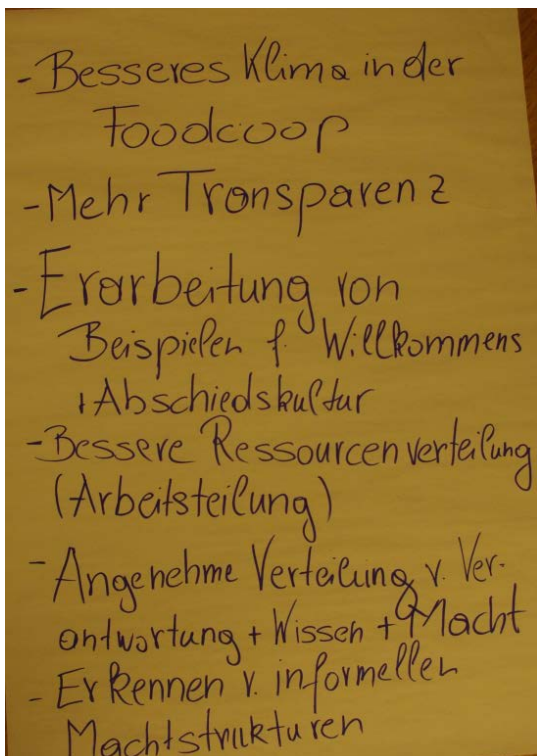 - Besseres Klima in der
Foodcoop
- Mehr Transparenz
- Erarbeitung von
Beispielen f. Willkommens
+ Abschiedskultur
- Bessere Ressourcenverteilung
(Arbeitsteilung)
- Angenehme Verteilung v. Ver-
antwortung + Wissen + Macht
- Erkennen v. informellen
Machtstrukturen